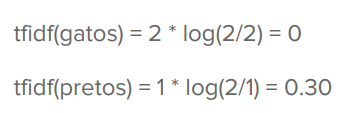 tfidf(gatos) = 2 * log(2/2) = 0
tfidf(pretos) = 1 * log(2/1) = 0.30